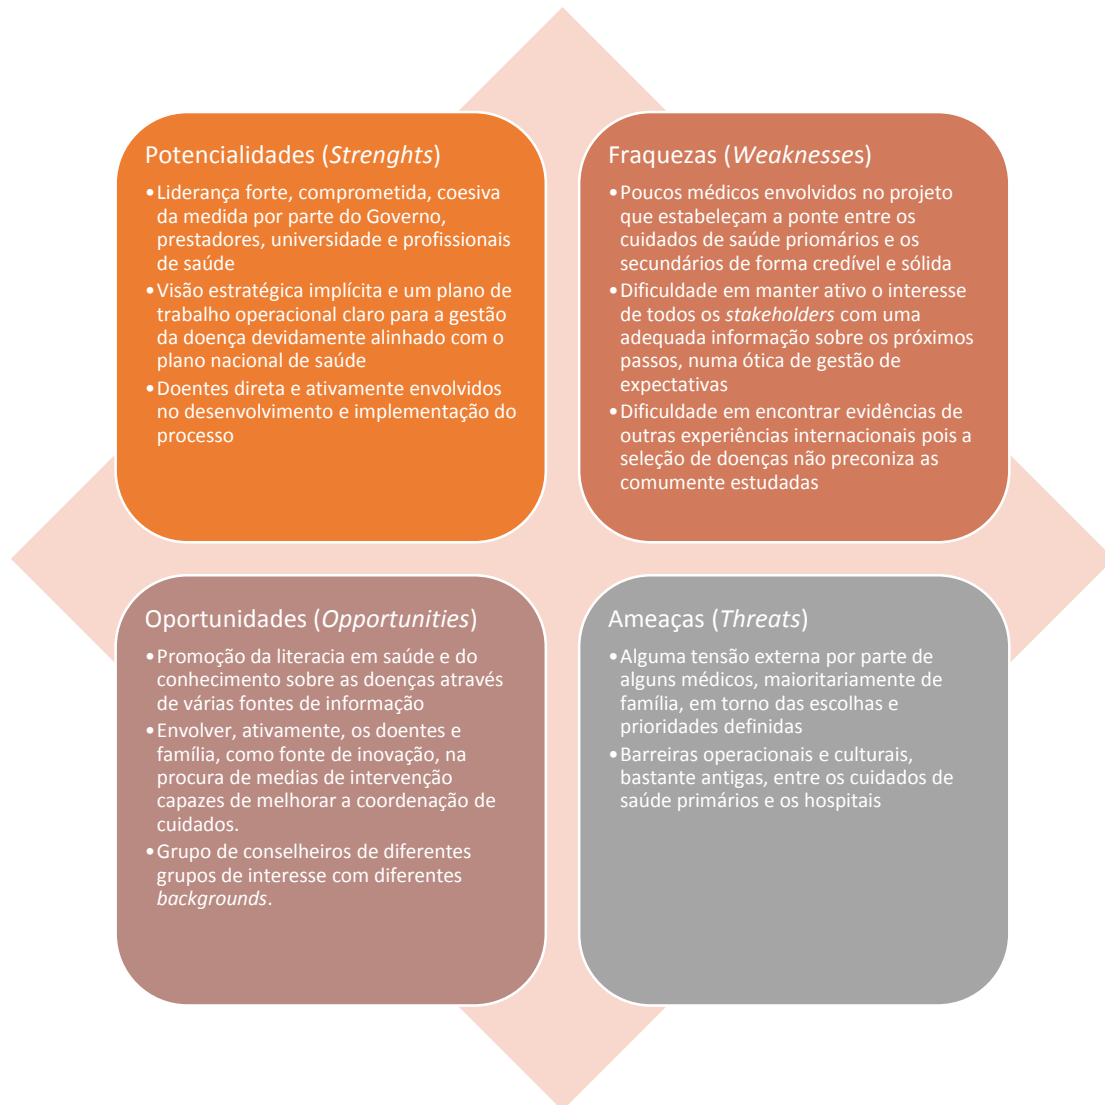 Potencialidades (Strenghts)
•Liderança forte, comprometida, coesiva
da medida por parte do Governo,
prestadores, universidade e profissionais
de saúde
•Visão estratégica implícita e um plano de
trabalho operacional claro para a gestão
da doença devidamente alinhado com o
plano nacional de saúde
•Doentes direta e ativamente envolvidos
no desenvolvimento e implementação do
processo
Fraquezas (Weaknesses)
•Poucos médicos envolvidos no projeto
que estabeleçam a ponte entre os
cuidados de saúde priomários e os
secundários de forma credível e sólida
•Dificuldade em manter ativo o interesse
de todos os stakeholders com uma
adequada informação sobre os próximos
passos, numa ótica de gestão de
expectativas
•Dificuldade em encontrar evidências de
outras experiências internacionais pois a
seleção de doenças não preconiza as
comumente estudadas
Oportunidades (Opportunities)
•Promoção da literacia em saúde e do
conhecimento sobre as doenças através
de várias fontes de informação
•Envolver, ativamente, os doentes e
família, como fonte de inovação, na
procura de medias de intervenção
capazes de melhorar a coordenação de
cuidados.
•Grupo de conselheiros de diferentes
grupos de interesse com diferentes
backgrounds.
Ameaças (Threats)
•Alguma tensão externa por parte de
alguns médicos, maioritariamente de
família, em torno das escolhas e
prioridades definidas
•Barreiras operacionais e culturais,
bastante antigas, entre os cuidados de
saúde primários e os hospitais